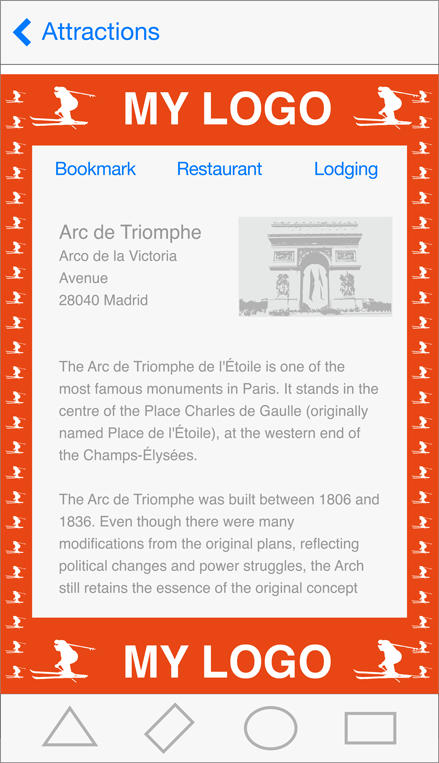 Attractions
MY LOGO
Bookmark Restaurant Lodging
Arc de Triomphe
Arco de la Victoria
Avenue
28040 Madrid
The Arc de Triomphe de l'Étoile is one of the
most famous monuments in Paris. It stands in the
centre of the Place Charles de Gaulle (originally
named Place de l'Étoile), at the western end of
the Champs-Élysées.
The Arc de Triomphe was built between 1806 and
1836. Even though there were many
modifications from the original plans, reflecting
political changes and power struggles, the Arch
still retains the essence of the original concept
MY LOGO